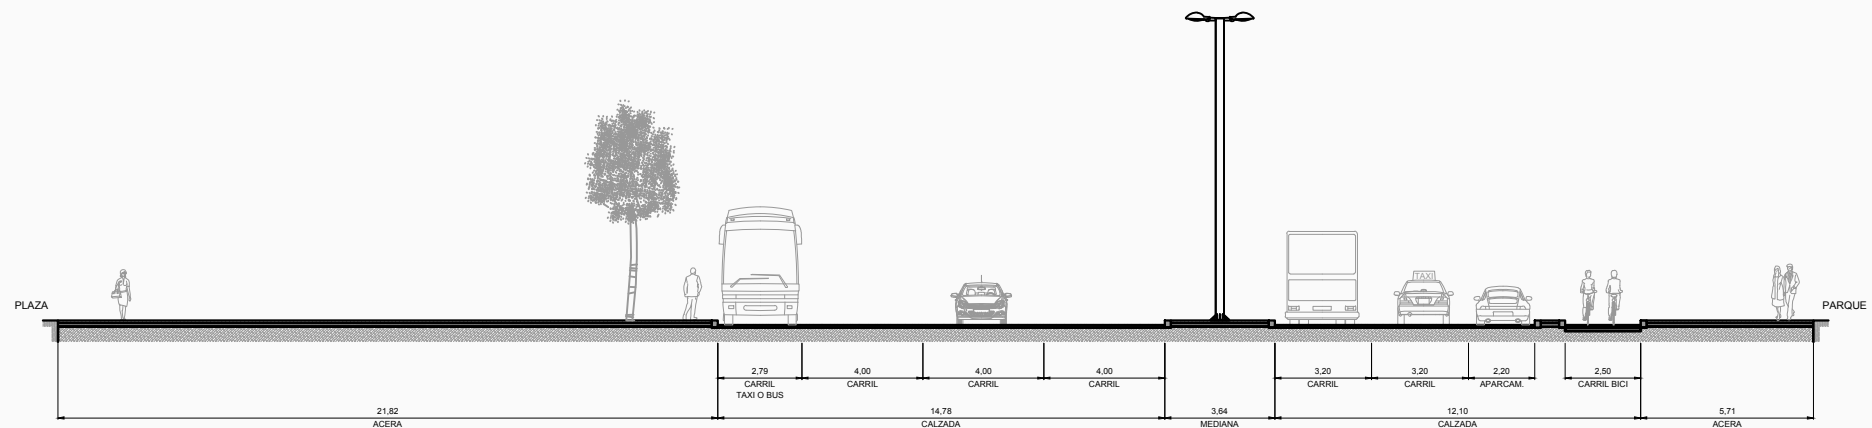 TAXI
PLAZA
PARQUE
2,79
CARRIL
TAXI O BUS
4,00
CARRIL
4,00
CARRIL
4,00
CARRIL
3,20
CARRIL
3,20
CARRIL
2,20
APARCAM.
2,50
CARRIL BICI
21,82
ACERA
14,78
CALZADA
3,64
MEDIANA
12,10
CALZADA
5,71
ACERA